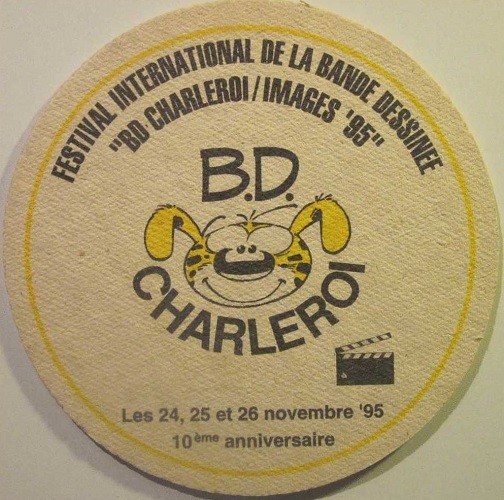 FESTIVAL INTERNATIONAL DE LA BANDE DESSINEE
"BD CHARLEROI/IMAGES '95"
B.D.
CHARLEROI
Les 24, 25 et 26 novembre '95
10ème anniversaire